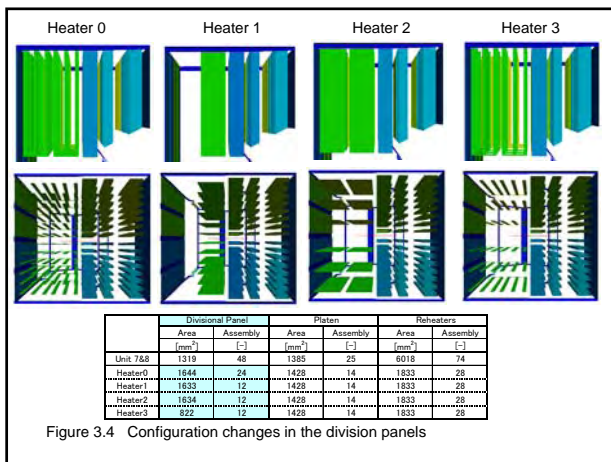 Heater 0 Heater 1 Heater 2 Heater 3
Divisional Panel Platen Reheaters
Area Assembly Area Assembly Area Assembly
[mm²] [-] [mm²] [-] [mm²] [-]
Unit 7&8 1319 48 1385 25 6018 74
Heater0 1644 24 1428 14 1833 28
Heater1 1633 12 1428 14 1833 28
Heater2 1634 12 1428 14 1833 28
Heater3 822 12 1428 14 1833 28
Figure 3.4 Configuration changes in the division panels